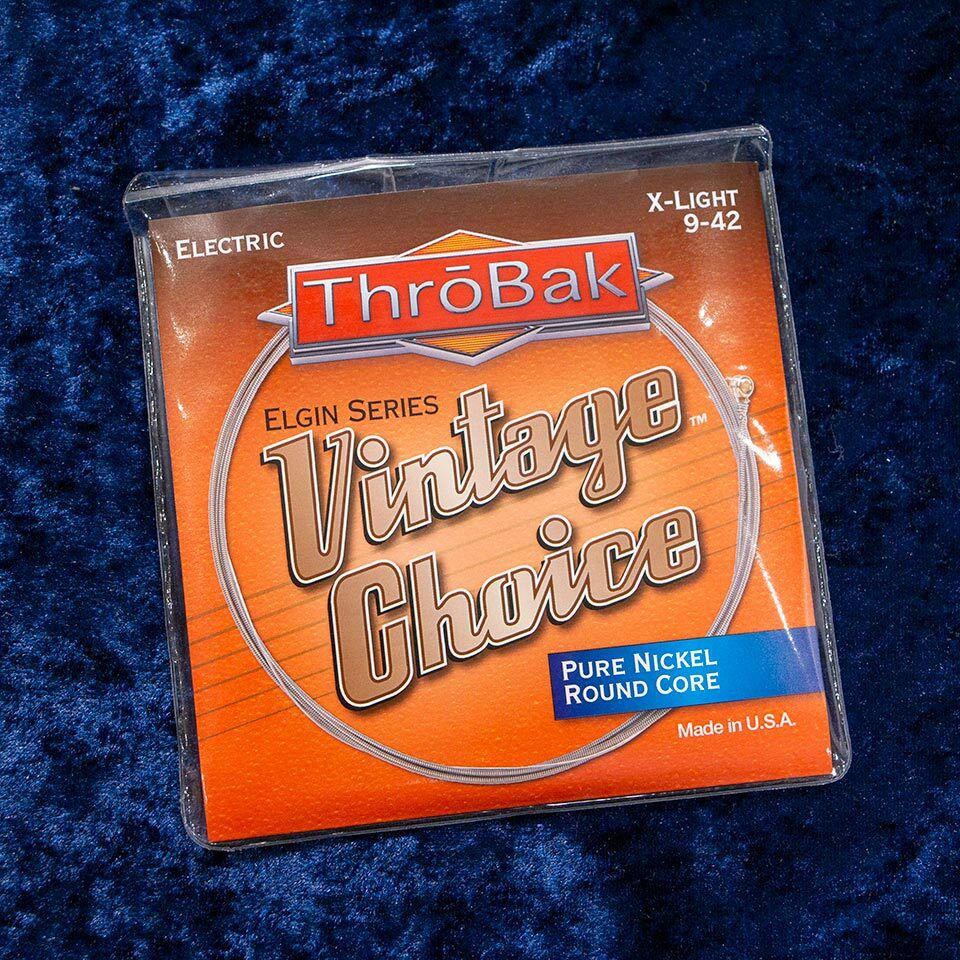 ELECTRIC
X-LIGHT
9-42
ThrōBak
ELGIN SERIES
Vintage™
Choice
PURE NICKEL
ROUND CORE
Made in U.S.A.